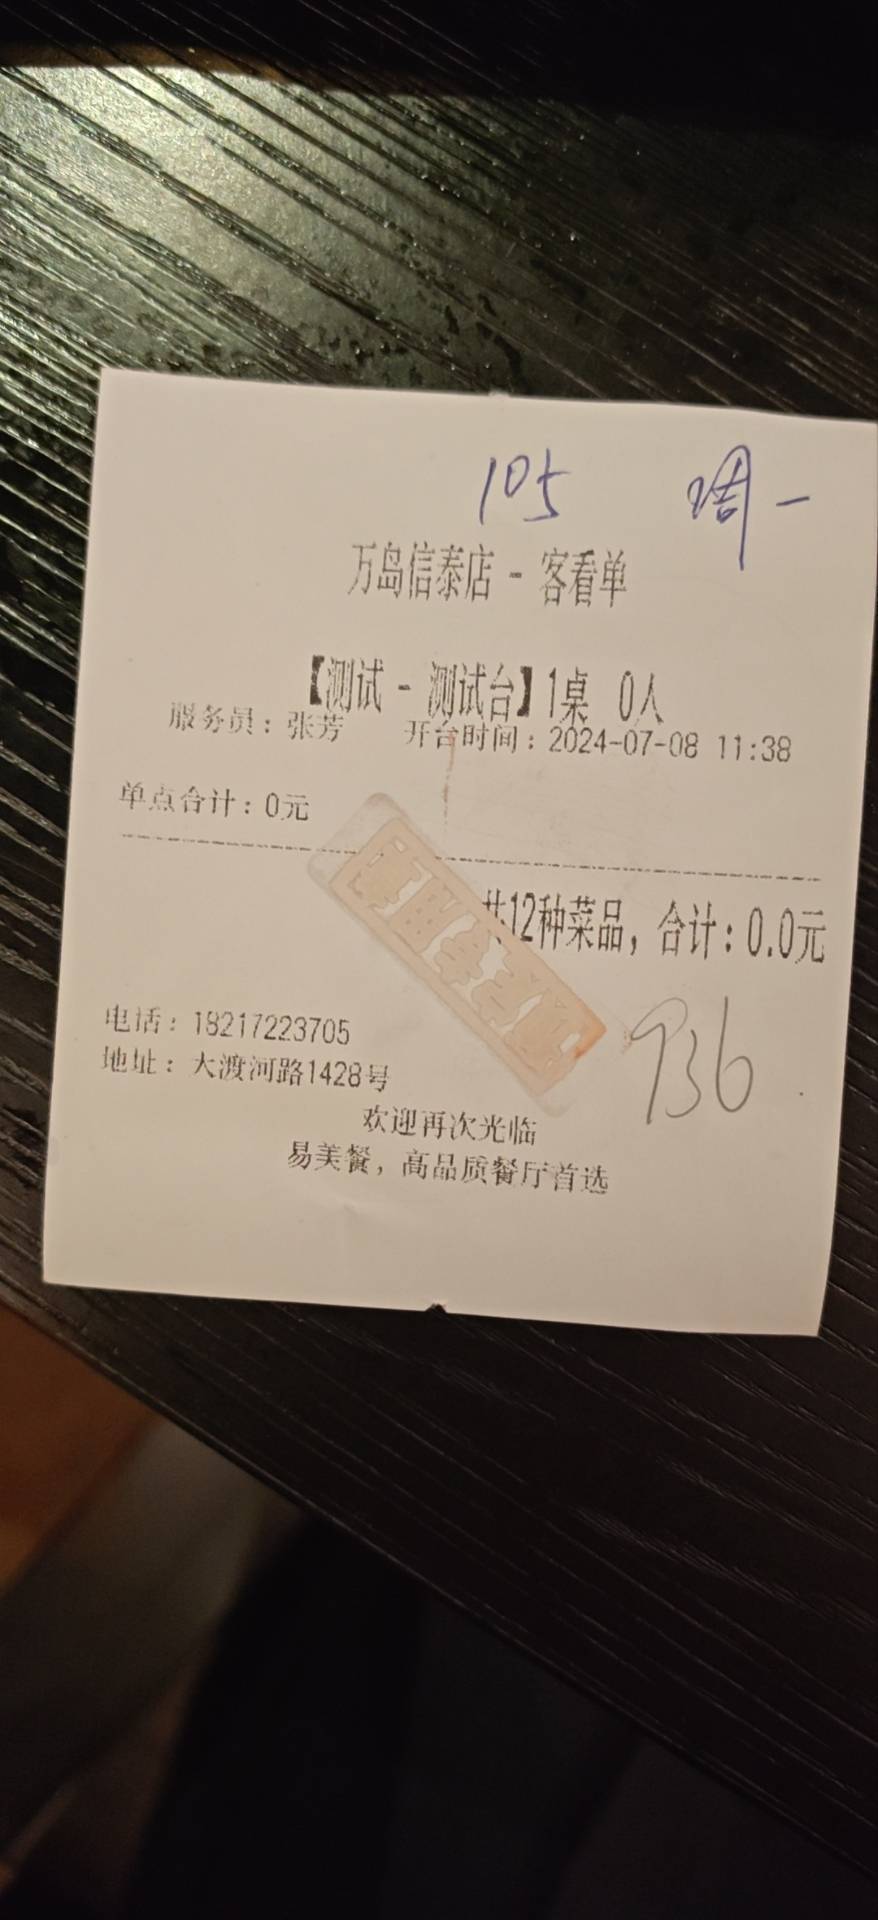 105 周一
万岛信泰店 - 客看单
【测试 - 测试台】1桌 0人
服务员：张芳 开台时间：2024-07-08 11:38
单点合计：0元
共12种菜品，合计：0.0元
936
电话：18217223705
地址：大渡河路1428号
欢迎再次光临
易美餐，高品质餐厅首选